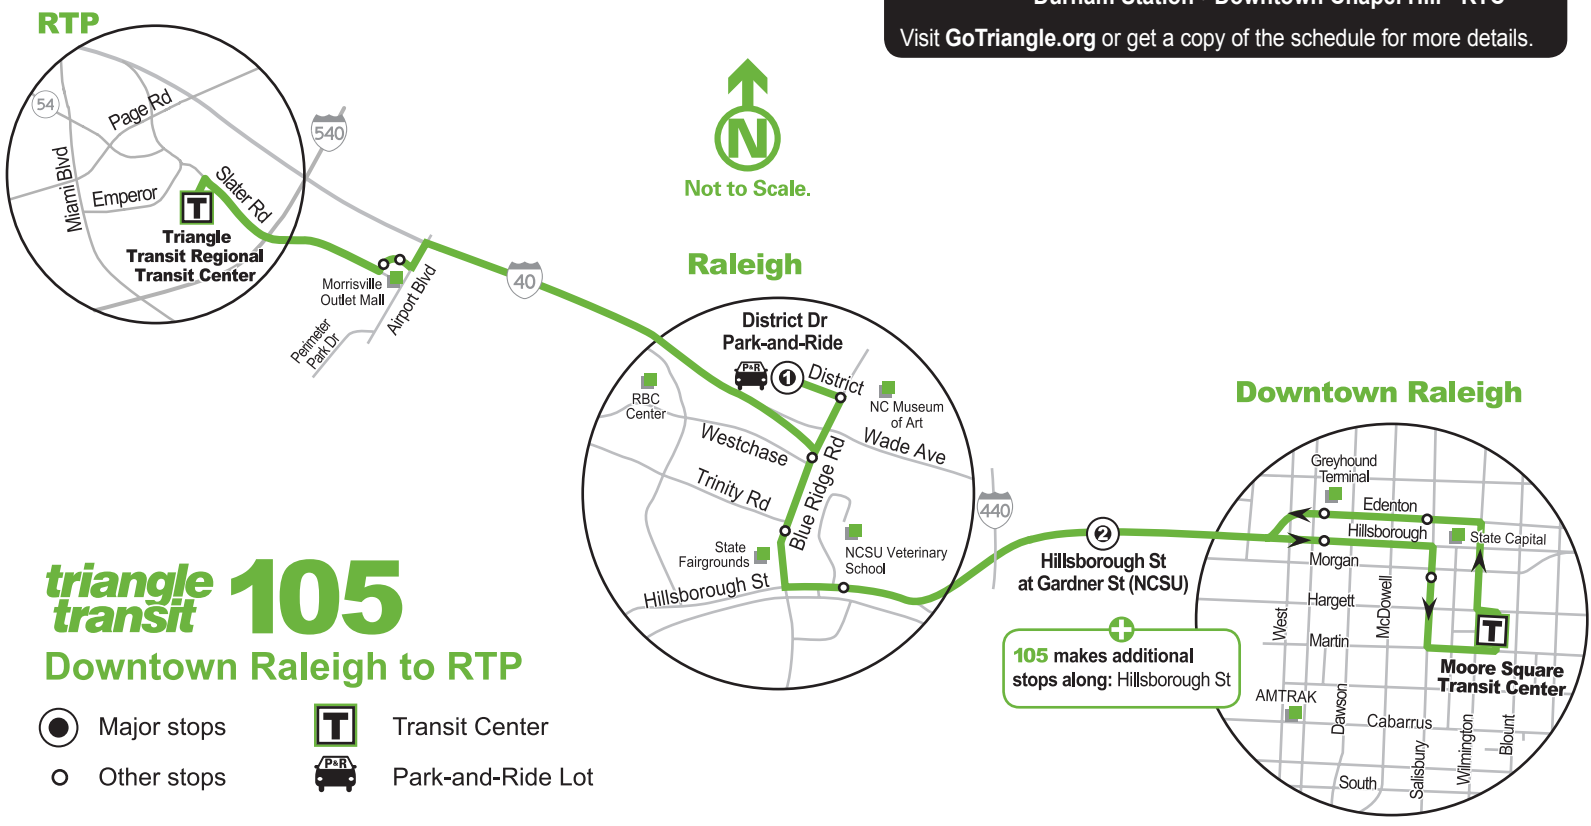 Durham Station • Downtown Chapel Hill • RTC
Visit GoTriangle.org or get a copy of the schedule for more details.
RTP
54
Page Rd
540
Miami Blvd
Emperor
Slater Rd
T
Triangle
Transit Regional
Transit Center
Morrisville
Outlet Mall
Airport Blvd
Perimeter
Park Dr
40
N
Not to Scale.
Raleigh
District Dr
Park-and-Ride
P&R
1
District
RBC
Center
NC Museum
of Art
Westchase
Wade Ave
Trinity Rd
Blue Ridge Rd
State
Fairgrounds
NCSU Veterinary
School
Hillsborough St
440
2
Hillsborough St
at Gardner St (NCSU)
105 makes additional
stops along: Hillsborough St
Downtown Raleigh
Greyhound
Terminal
Edenton
Hillsborough
State Capital
Morgan
Hargett
McDowell
West
Martin
T
Moore Square
Transit Center
AMTRAK
Dawson
Cabarrus
Salisbury
Wilmington
Blount
South
triangle
transit
105
Downtown Raleigh to RTP
Major stops
T
Transit Center
Other stops
P&R
Park-and-Ride Lot